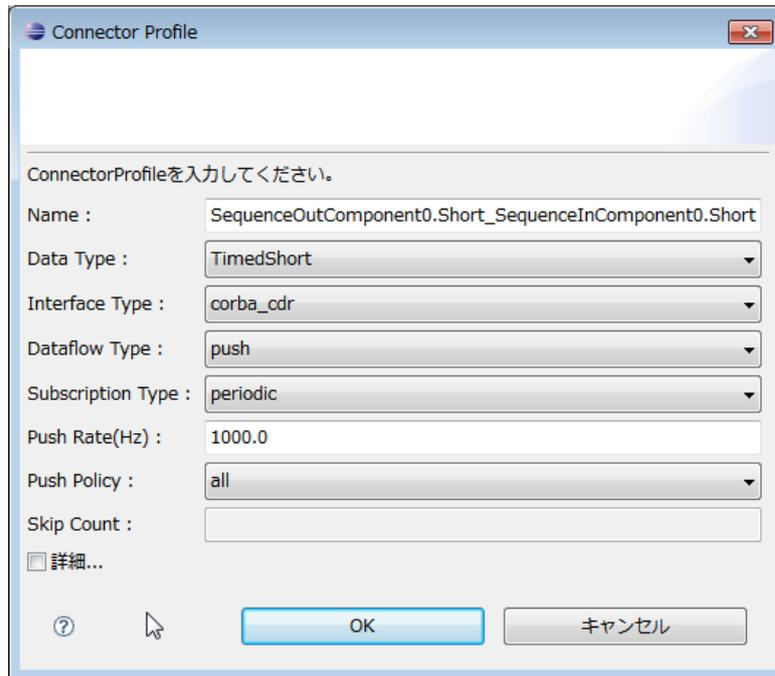 Connector Profile
ConnectorProfileを入力してください。
Name : SequenceOutComponent0.Short_SequenceInComponent0.Short
Data Type : TimedShort
Interface Type : corba_cdr
Dataflow Type : push
Subscription Type : periodic
Push Rate(Hz) : 1000.0
Push Policy : all
Skip Count :
詳細...
? OK キャンセル